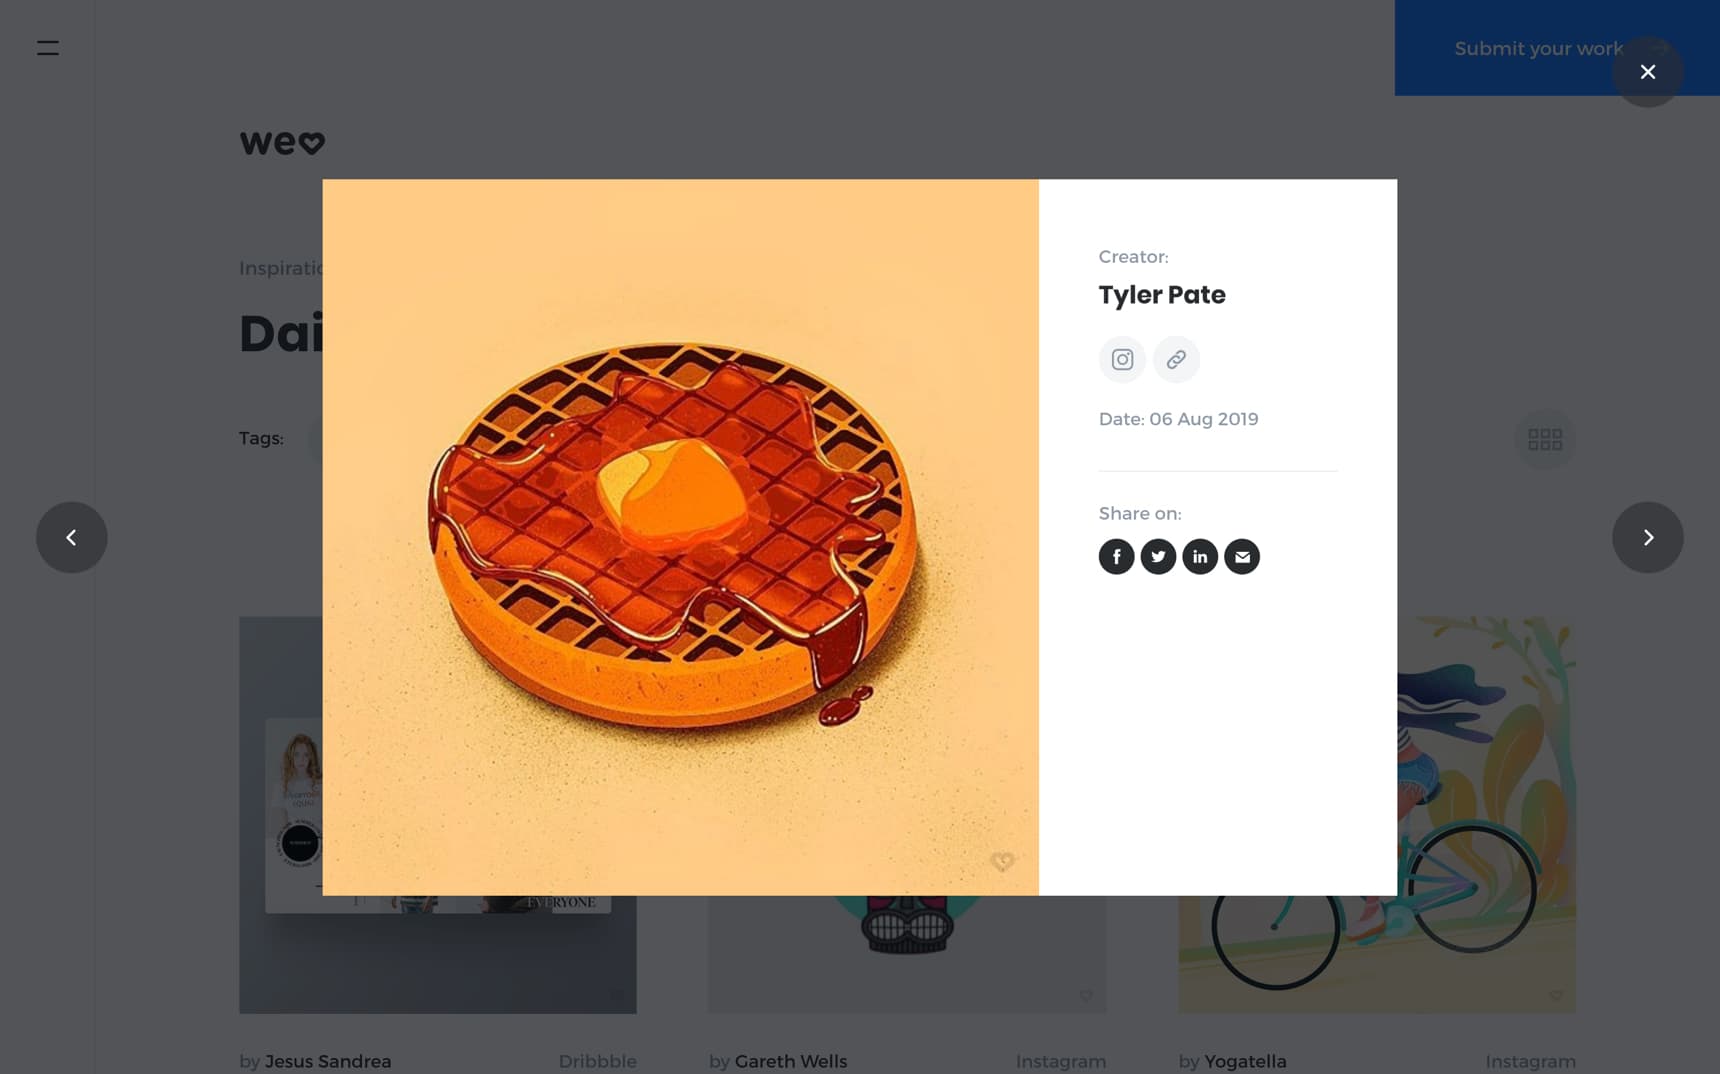 Submit your work
we
Inspiratio
Dai
Tags:
Creator:
Tyler Pate
Date: 06 Aug 2019
Share on:
EVERYONE
by Jesus Sandrea
Dribbble
by Gareth Wells
Instagram
by Yogatella
Instagram